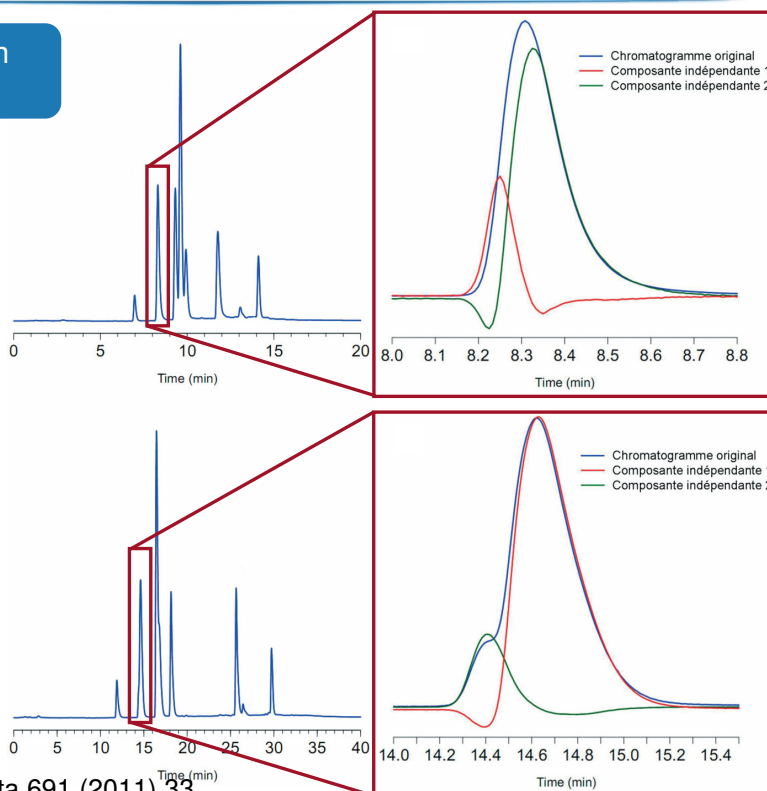 n
Chromatogramme original
Composante indépendante 1
Composante indépendante 2
0 5 10 15 20
Time (min)
8.0 8.1 8.2 8.3 8.4 8.5 8.6 8.7 8.8
Time (min)
Chromatogramme original
Composante indépendante
Composante indépendante 2
0 5 10 15 20 25 30 35 40
Time (min)
14.0 14.2 14.4 14.6 14.8 15.0 15.2 15.4
Time (min)
ta 691 (2011) 33